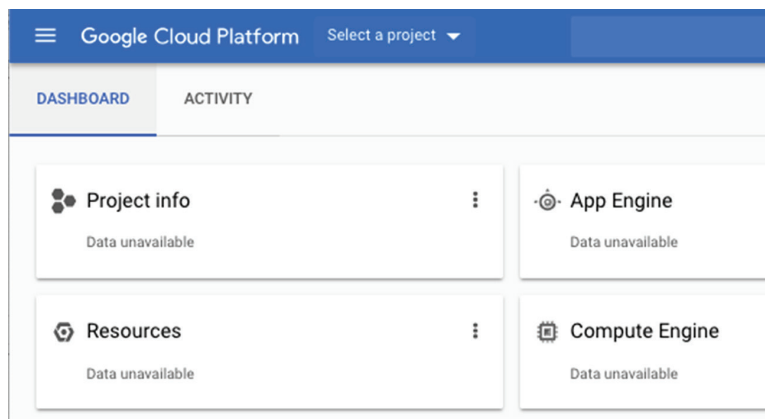 Google Cloud Platform Select a project
DASHBOARD ACTIVITY
Project info
Data unavailable
App Engine
Data unavailable
Resources
Data unavailable
Compute Engine
Data unavailable